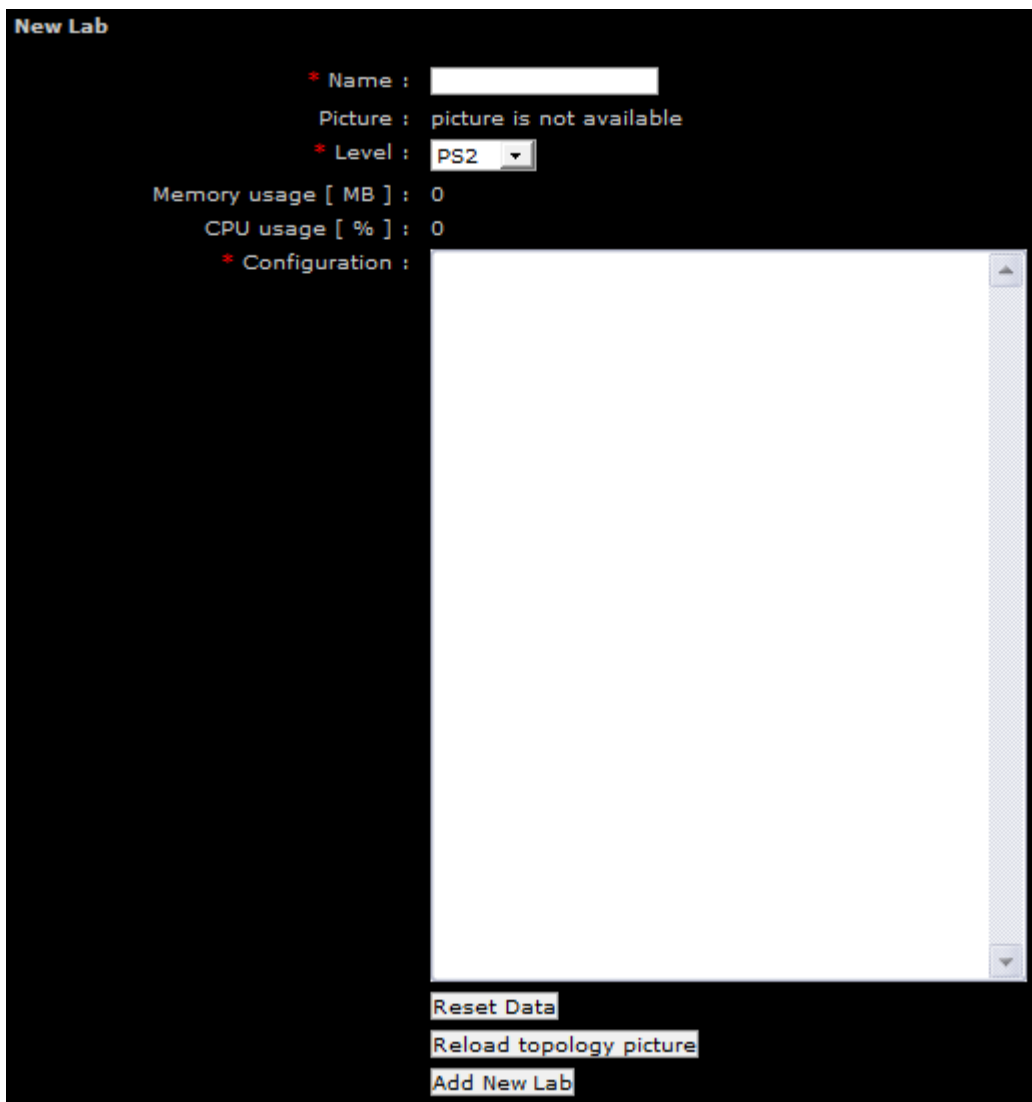 New Lab
* Name :
Picture : picture is not available
* Level : PS2
Memory usage [ MB ] : 0
CPU usage [ % ] : 0
* Configuration :
Reset Data
Reload topology picture
Add New Lab